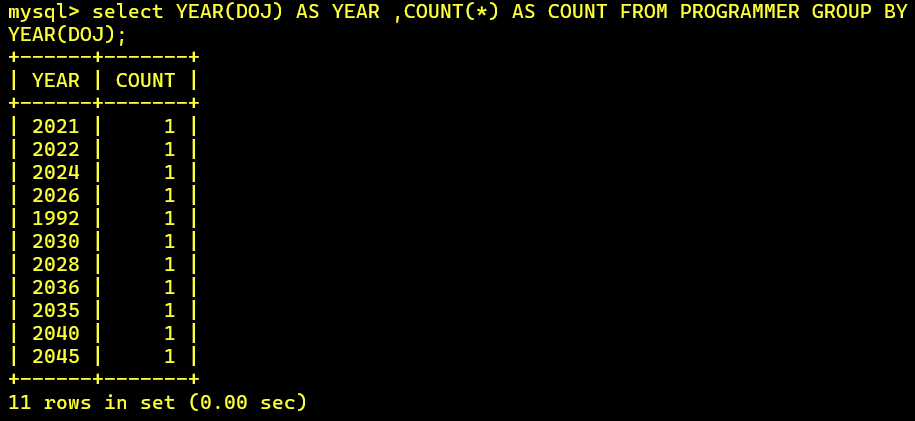 mysql> select YEAR(DOJ) AS YEAR ,COUNT(*) AS COUNT FROM PROGRAMMER GROUP BY
YEAR(DOJ);
+------+-------+
| YEAR | COUNT |
+------+-------+
| 2021 |     1 |
| 2022 |     1 |
| 2024 |     1 |
| 2026 |     1 |
| 1992 |     1 |
| 2030 |     1 |
| 2028 |     1 |
| 2036 |     1 |
| 2035 |     1 |
| 2040 |     1 |
| 2045 |     1 |
+------+-------+
11 rows in set (0.00 sec)